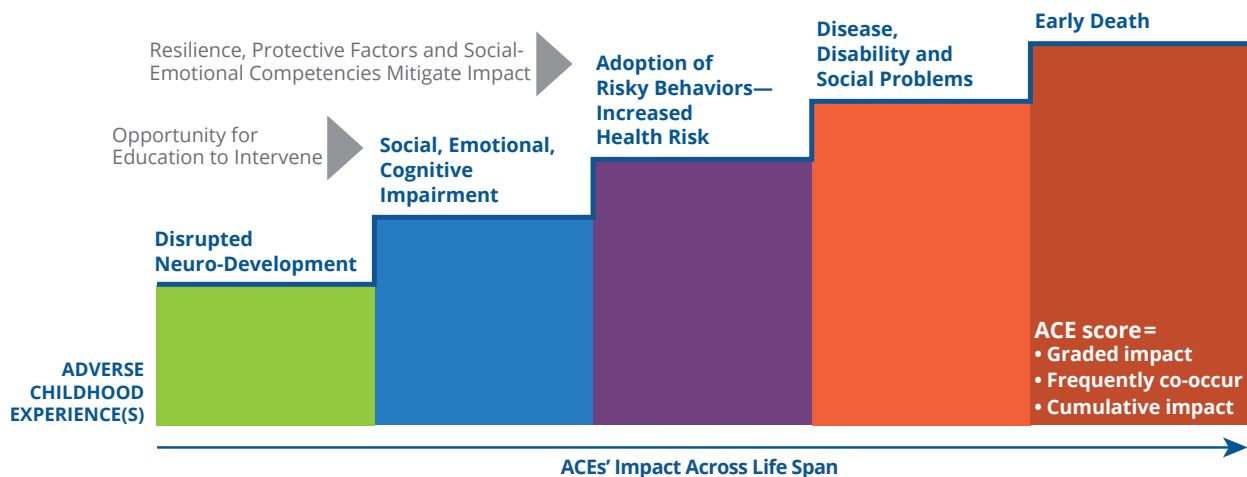 Resilience, Protective Factors and Social-
Emotional Competencies Mitigate Impact
Opportunity for
Education to Intervene
Disrupted
Neuro-Development
Social, Emotional,
Cognitive
Impairment
Adoption of
Risky Behaviors—
Increased
Health Risk
Disease,
Disability and
Social Problems
Early Death
ADVERSE
CHILDHOOD
EXPERIENCE(S)
ACE score=
• Graded impact
• Frequently co-occur
• Cumulative impact
ACEs' Impact Across Life Span